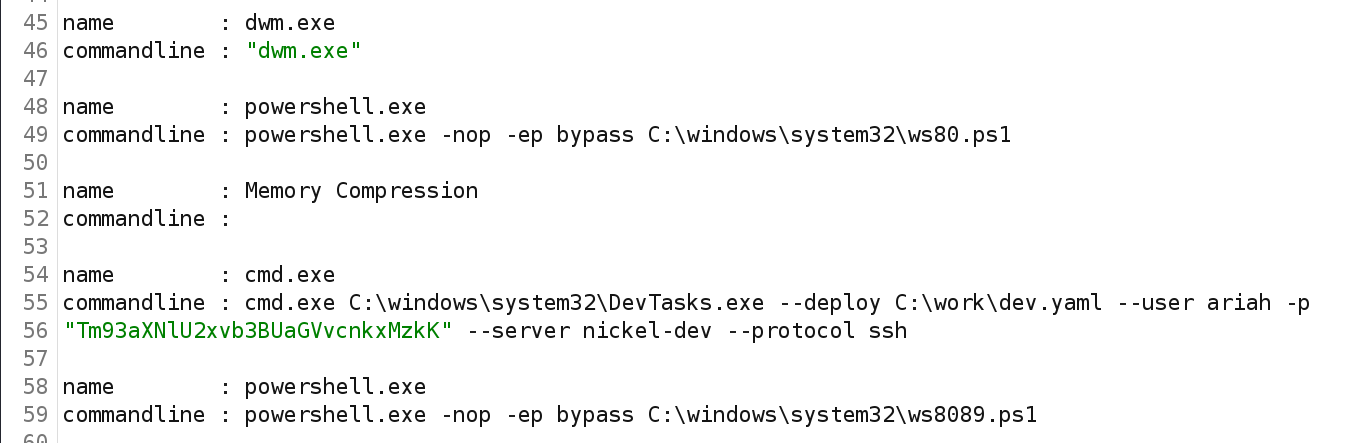 45 name        : dwm.exe
46 commandline : "dwm.exe"
47
48 name        : powershell.exe
49 commandline : powershell.exe -nop -ep bypass C:\windows\system32\ws80.ps1
50
51 name        : Memory Compression
52 commandline :
53
54 name        : cmd.exe
55 commandline : cmd.exe C:\windows\system32\DevTasks.exe --deploy C:\work\dev.yaml --user ariah -p
56 "Tm93aXNlU2xvb3BUaGVvcnkxMzkK" --server nickel-dev --protocol ssh
57
58 name        : powershell.exe
59 commandline : powershell.exe -nop -ep bypass C:\windows\system32\ws8089.ps1